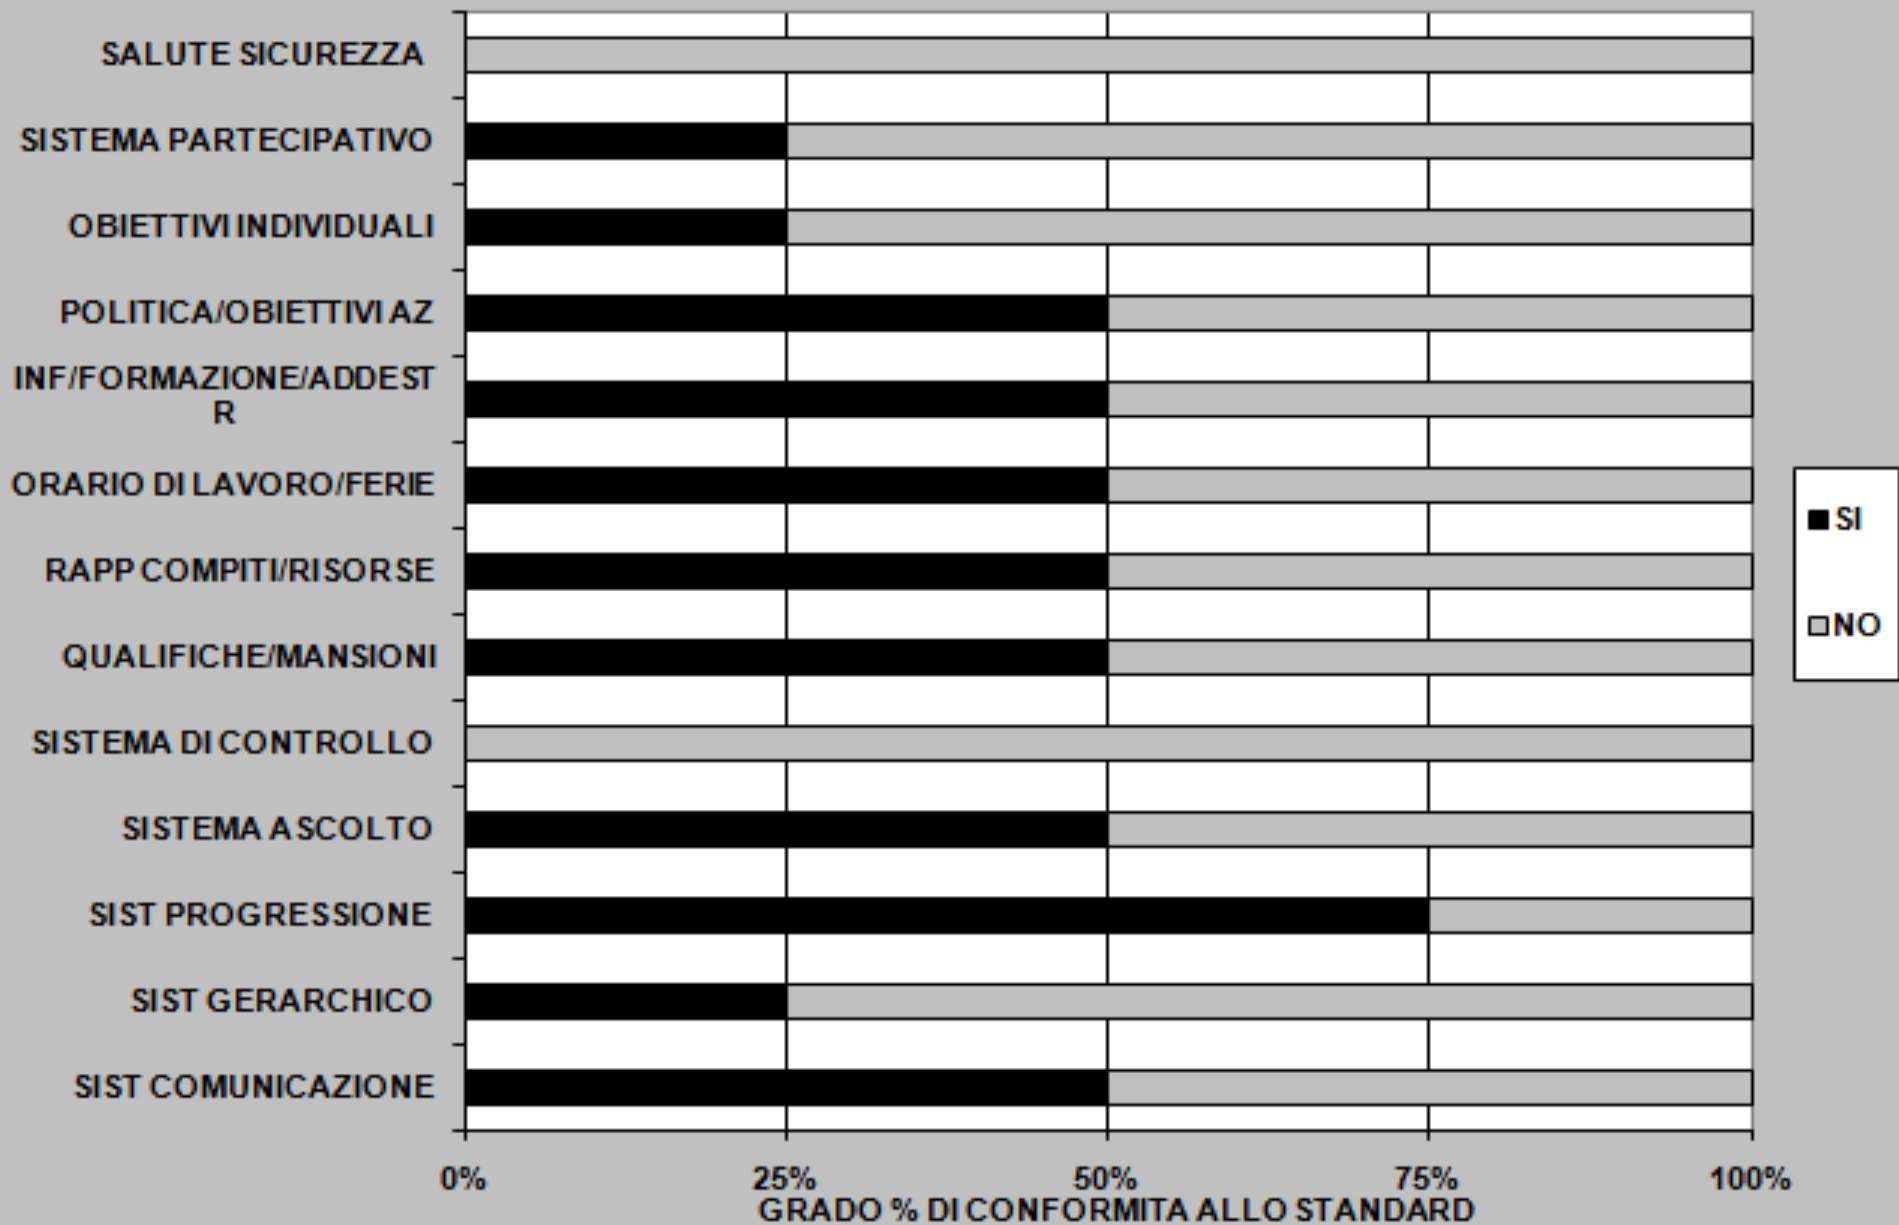 SALUTE SICUREZZA
SISTEMA PARTECIPATIVO
OBIETTIVI INDIVIDUALI
POLITICA/OBIETTIVI AZ
INF/FORMAZIONE/ADDEST
R
ORARIO DI LAVORO/FERIE
RAPP COMPITI/RISORSE
QUALIFICHE/MANSIONI
SISTEMA DI CONTROLLO
SISTEMA ASCOLTO
SIST PROGRESSIONE
SIST GERARCHICO
SIST COMUNICAZIONE
0% 25% 50% 75% 100%
GRADO % DI CONFORMITA ALLO STANDARD
SI
NO